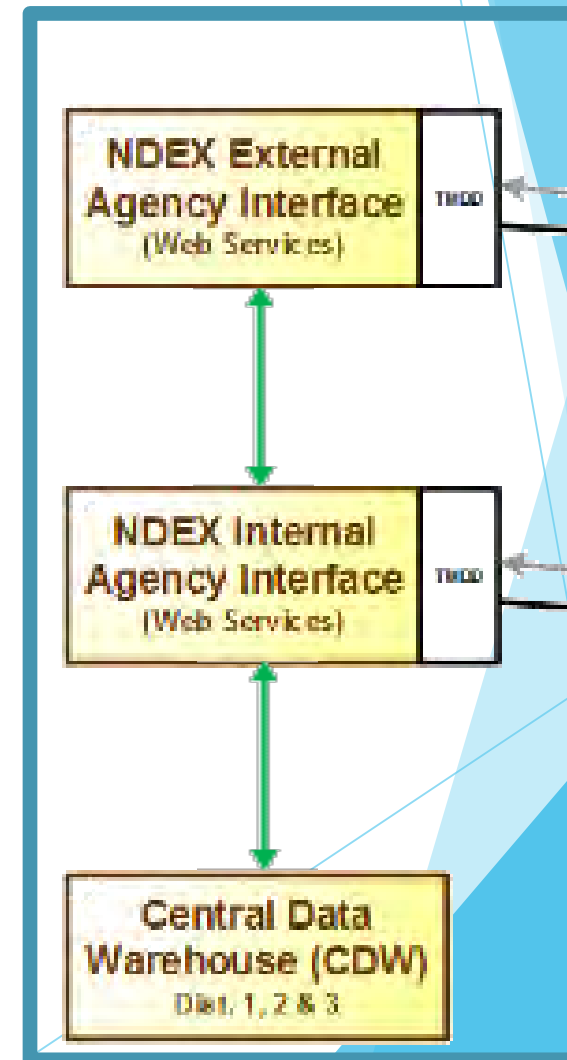 NDEX External
Agency Interface
(Web Services)
TMDD
NDEX Internal
Agency Interface
(Web Services)
TMDD
Central Data
Warehouse (CDW)
Dist. 1, 2 & 3